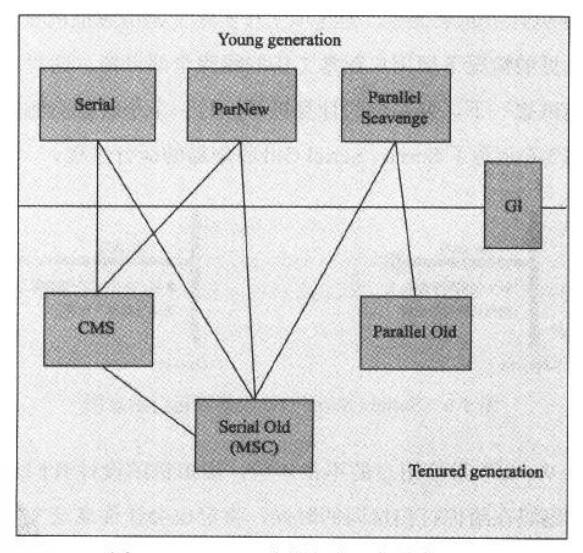 Young generation
Serial
ParNew
Parallel
Scavenge
G1
CMS
Parallel Old
Serial Old
(MSC)
Tenured generation